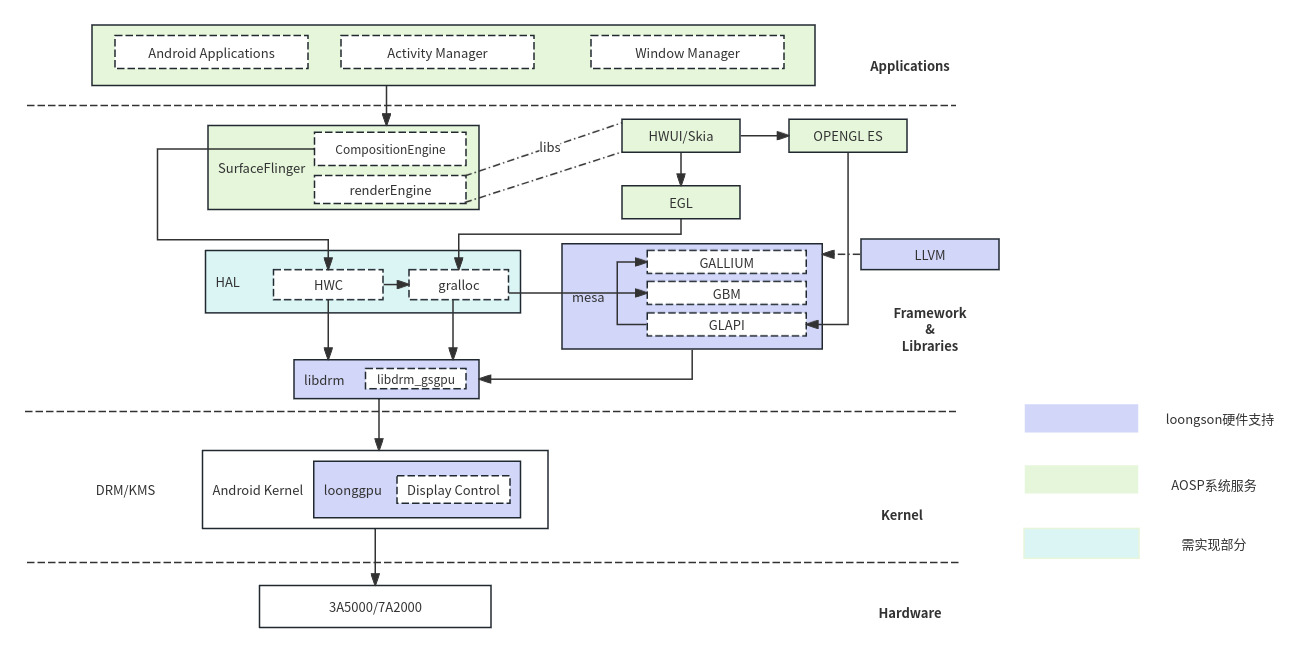 Android Applications
Activity Manager
Window Manager
Applications
SurfaceFlinger
CompositionEngine
renderEngine
libs
HWUI/Skia
OPENGL ES
EGL
HAL
HWC
gralloc
mesa
GALLIUM
GBM
GLAPI
LLVM
Framework
&
Libraries
libdrm
libdrm_gsgpu
loongson硬件支持
AOSP系统服务
需实现部分
DRM/KMS
Android Kernel
loonggpu
Display Control
Kernel
3A5000/7A2000
Hardware